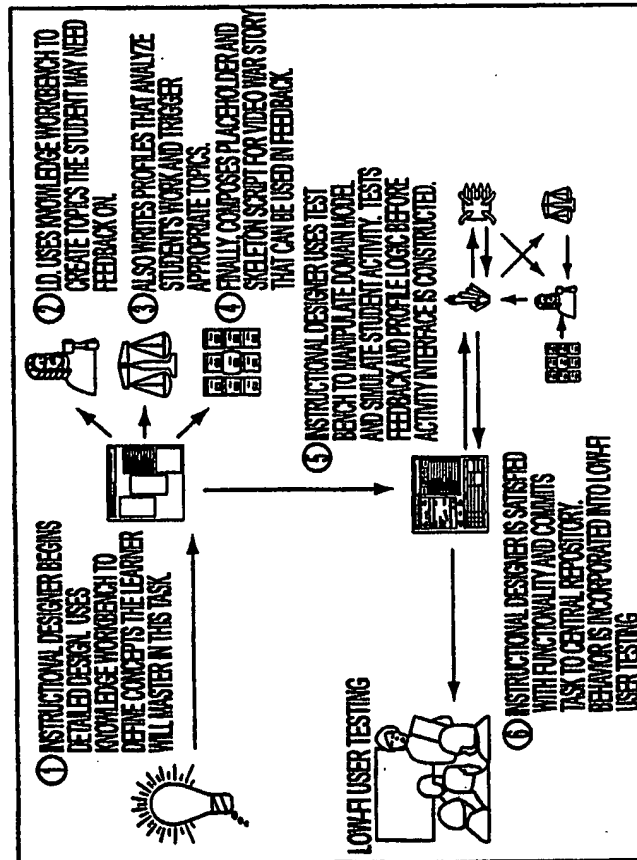 ① INSTRUCTIONAL DESIGNER BEGINS
DETAILED DESIGN. USES
KNOWLEDGE WORKBENCH TO
DEFINE CONCEPTS THE LEARNER
WILL MASTER IN THIS TASK.
② I.D. USES KNOWLEDGE WORKBENCH TO
CREATE TOPICS THE STUDENT MAY NEED
FEEDBACK ON.
③ ALSO WRITES PROFILES THAT ANALYZE
STUDENT'S WORK AND TRIGGER
APPROPRIATE TOPICS.
④ FINALLY, COMPOSES PLACEHOLDER AND
SKELETON SCRIPT FOR VIDEO WAR STORY
THAT CAN BE USED IN FEEDBACK.
⑤ INSTRUCTIONAL DESIGNER USES TEST
BENCH TO MANIPULATE DOMAIN MODEL
AND SIMULATE STUDENT ACTIVITY. TESTS
FEEDBACK AND PROFILE LOGIC BEFORE
ACTIVITY INTERFACE IS CONSTRUCTED.
LOW-FI USER TESTING
⑥ INSTRUCTIONAL DESIGNER IS SATISFIED
WITH FUNCTIONALITY AND COMMITS
TASK TO CENTRAL REPOSITORY.
BEHAVIOR IS INCORPORATED INTO LOW-FI
USER TESTING